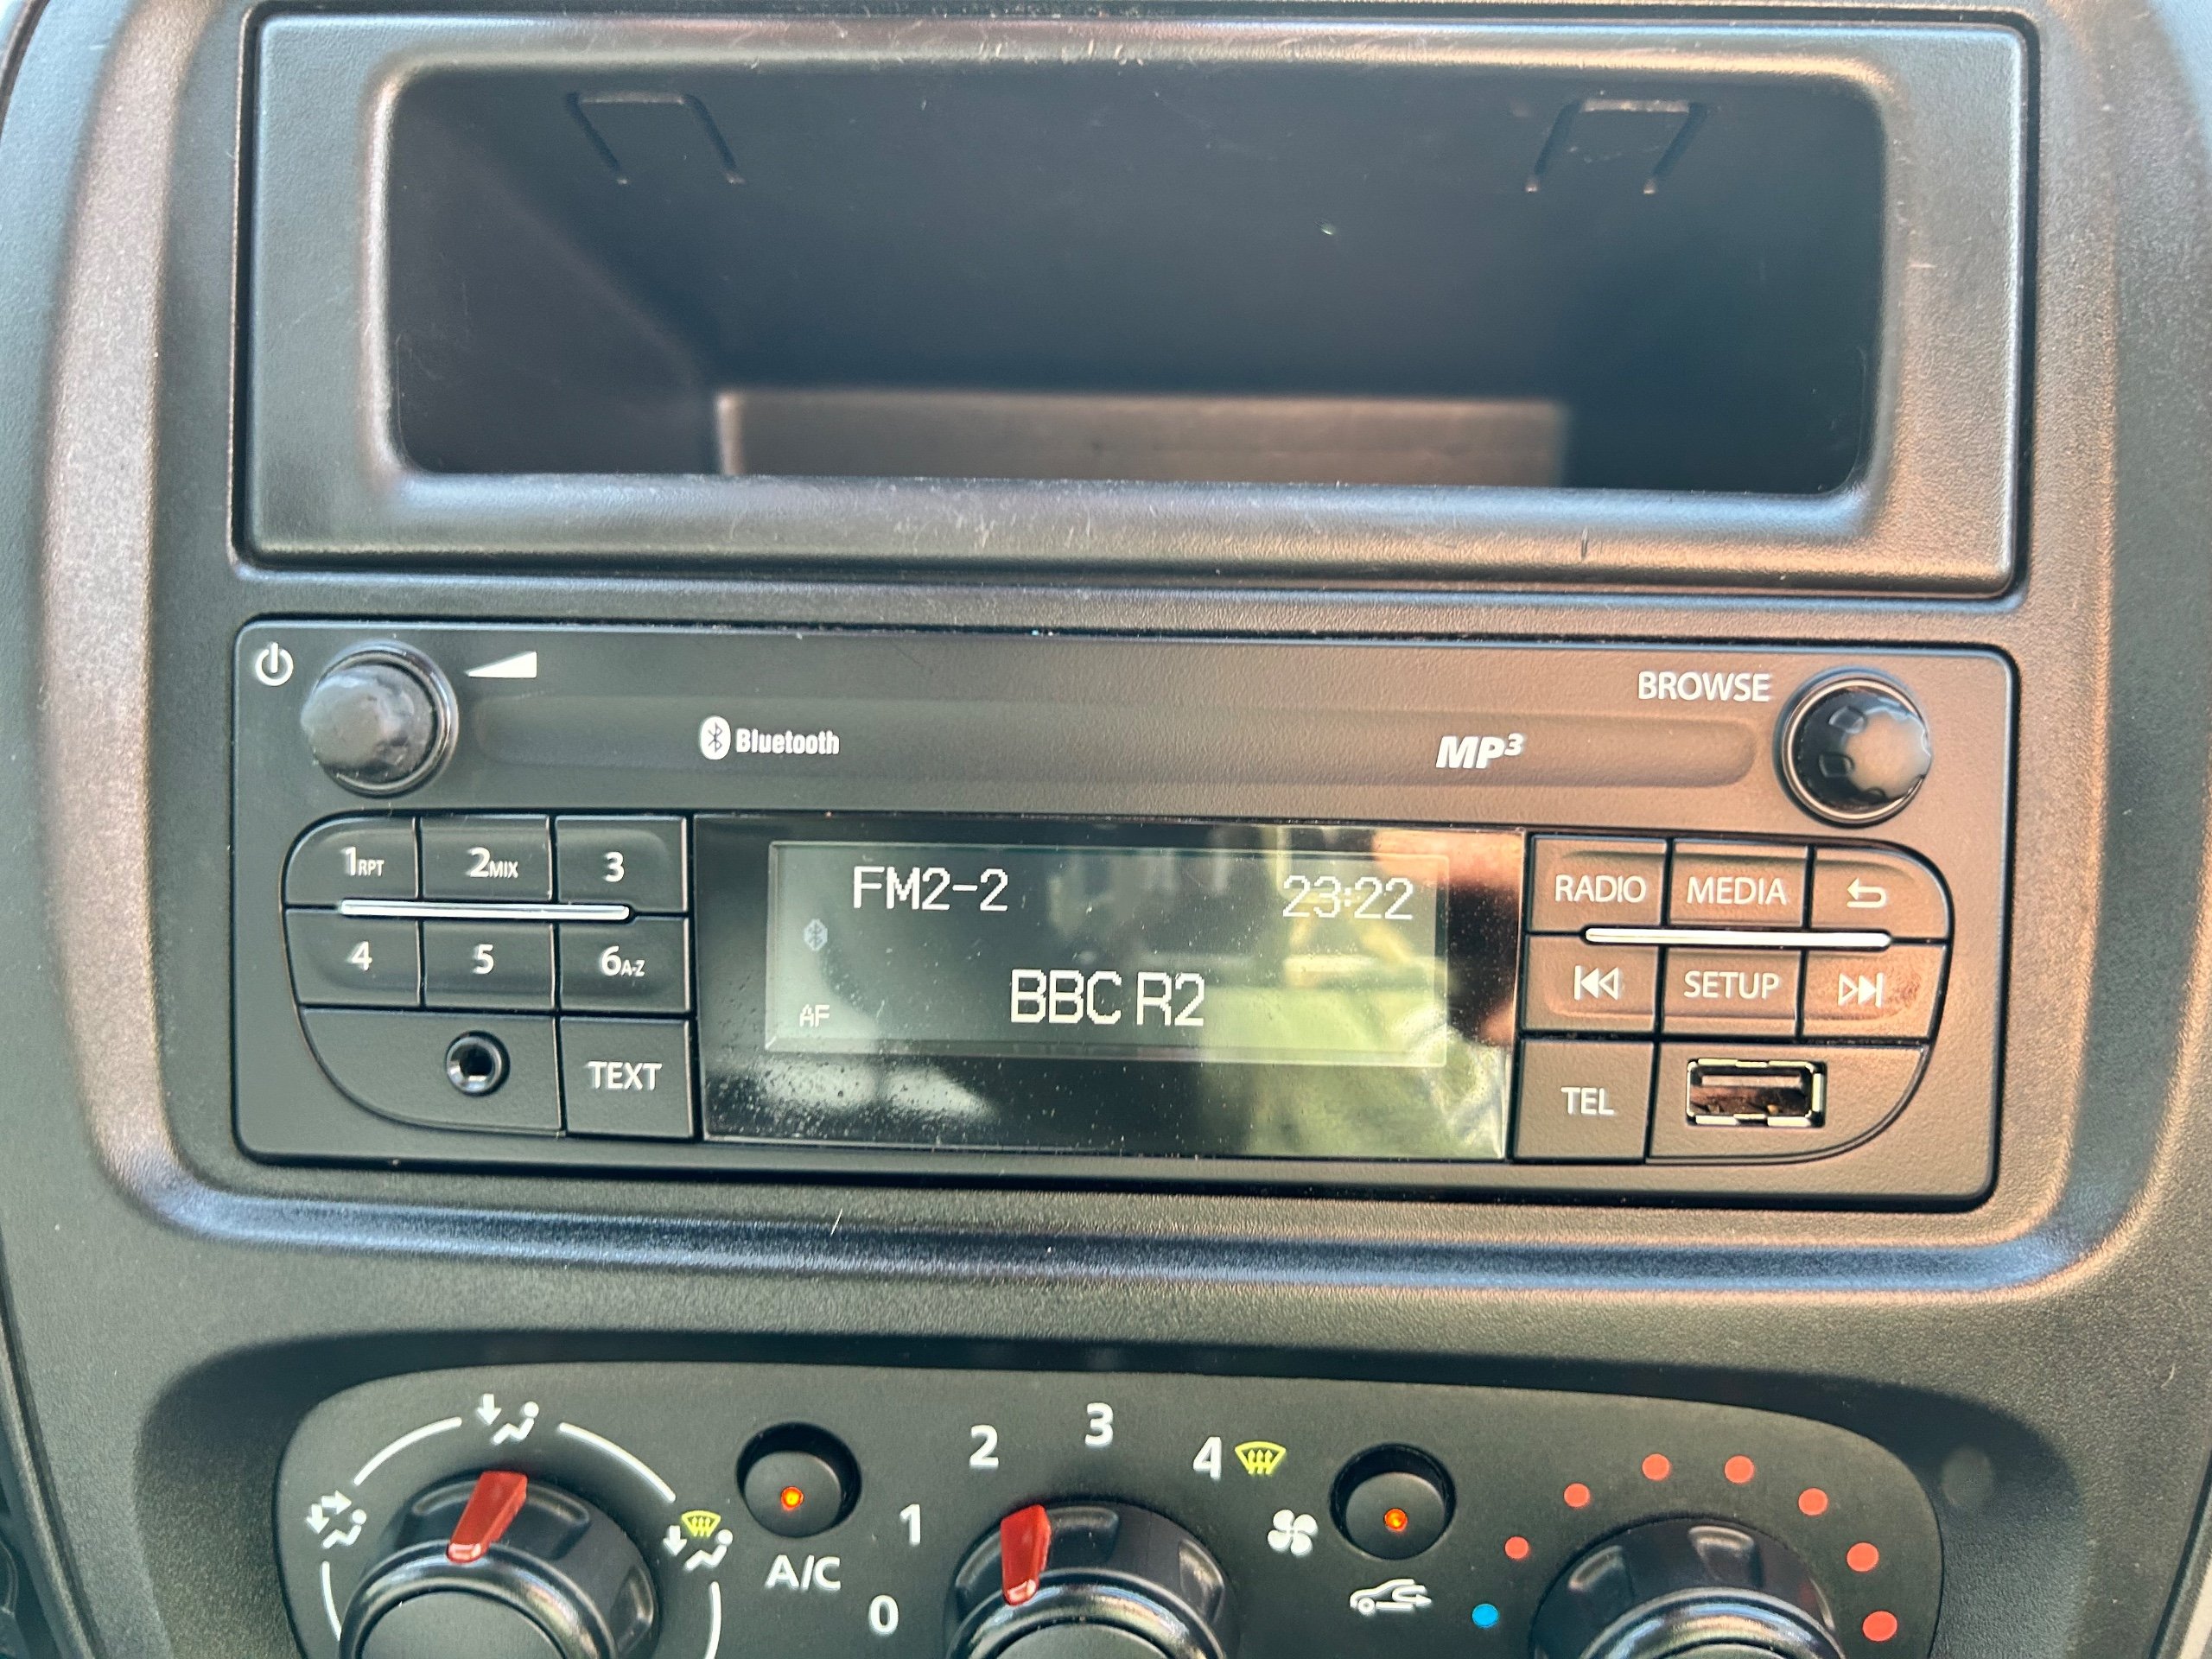 BROWSE
Bluetooth
MP3
1RPT 2MIX 3
4 5 6A-Z
TEXT
FM2-2 23:22
BBC R2
AF
RADIO MEDIA
SETUP
TEL
A/C
0 1 2 3 4